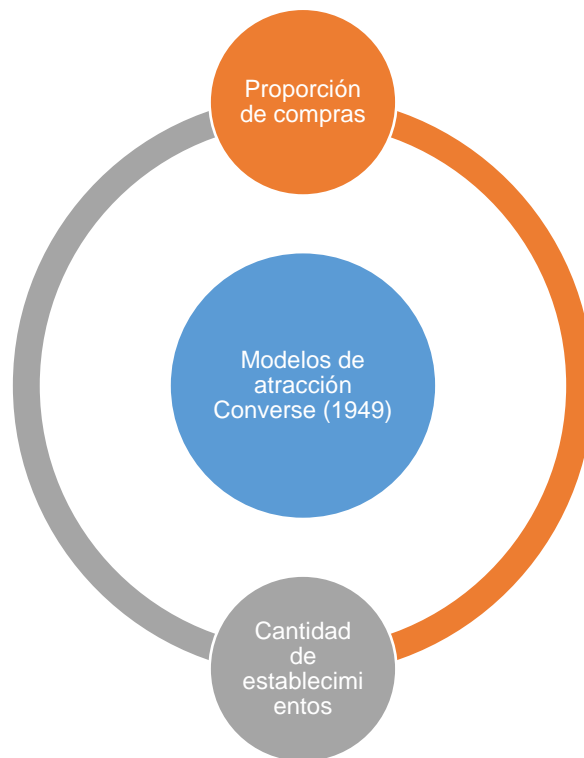 Proporción
de compras
Modelos de
atracción
Converse (1949)
Cantidad
de
establecimi
entos